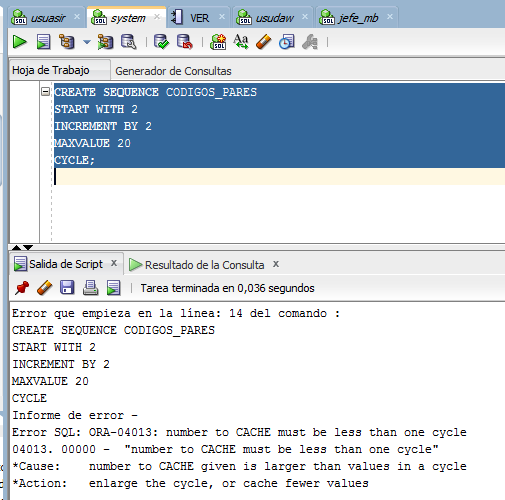 usuasir system VER usudaw jefe_mb
Hoja de Trabajo Generador de Consultas
CREATE SEQUENCE CODIGOS_PARES
START WITH 2
INCREMENT BY 2
MAXVALUE 20
CYCLE;
Salida de Script x Resultado de la Consulta x
Tarea terminada en 0,036 segundos
Error que empieza en la línea: 14 del comando :
CREATE SEQUENCE CODIGOS_PARES
START WITH 2
INCREMENT BY 2
MAXVALUE 20
CYCLE
Informe de error -
Error SQL: ORA-04013: number to CACHE must be less than one cycle
04013. 00000 -  "number to CACHE must be less than one cycle"
*Cause:    number to CACHE given is larger than values in a cycle
*Action:   enlarge the cycle, or cache fewer values